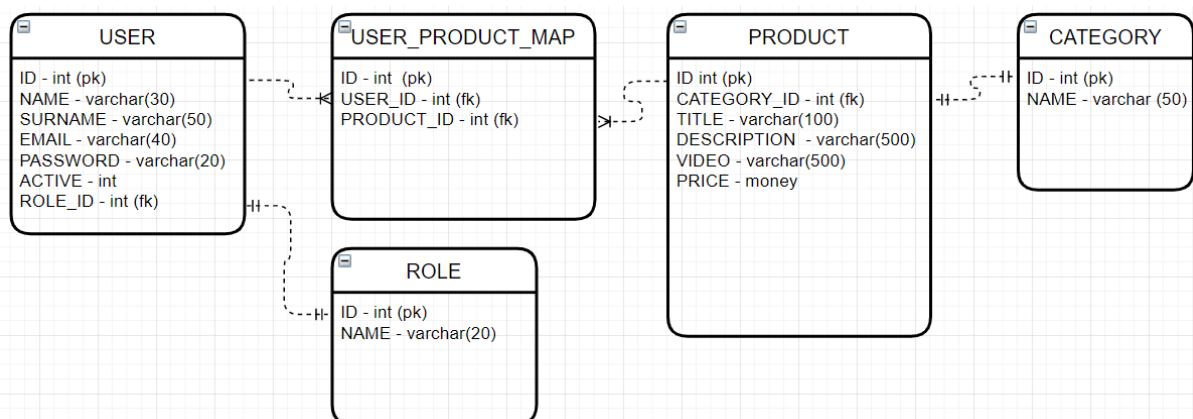 USER
ID - int (pk)
NAME - varchar(30)
SURNAME - varchar(50)
EMAIL - varchar(40)
PASSWORD - varchar(20)
ACTIVE - int
ROLE_ID - int (fk)
USER_PRODUCT_MAP
ID - int (pk)
USER_ID - int (fk)
PRODUCT_ID - int (fk)
PRODUCT
ID int (pk)
CATEGORY_ID - int (fk)
TITLE - varchar(100)
DESCRIPTION - varchar(500)
VIDEO - varchar(500)
PRICE - money
CATEGORY
ID - int (pk)
NAME - varchar (50)
ROLE
ID - int (pk)
NAME - varchar(20)